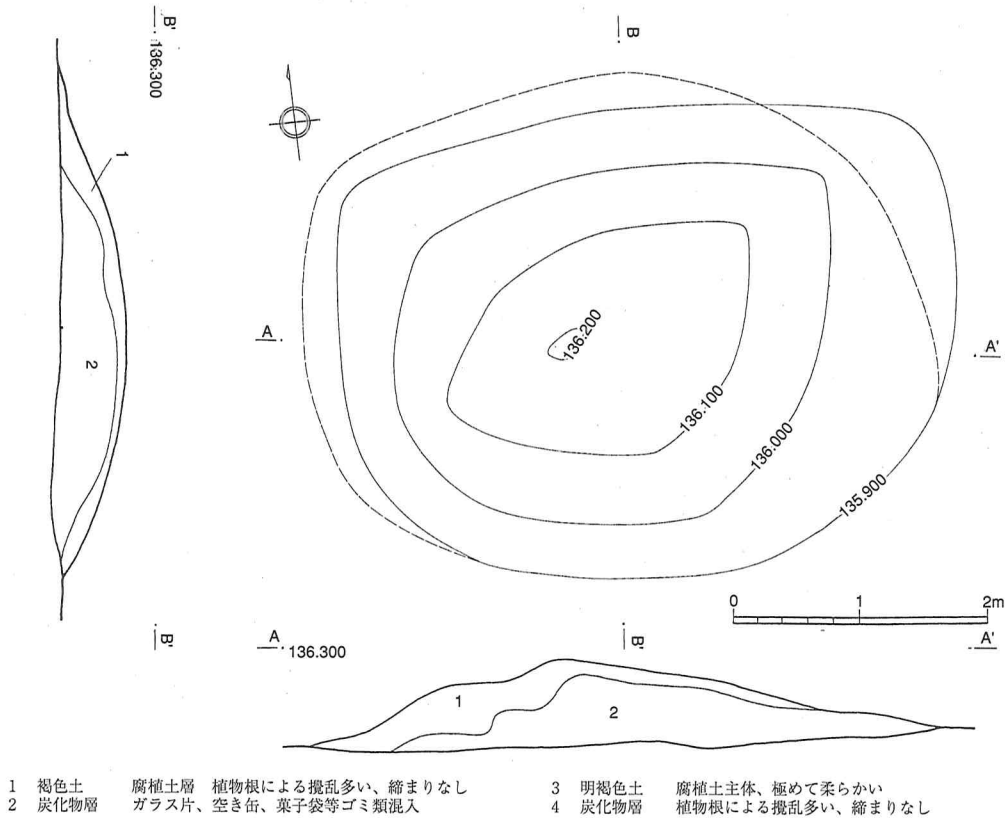 B'
136.300
1
2
B'
B
A
A'
136.200
136.100
136.000
135.900
0 1 2m
A 136.300
B'
A'
1
2
1 褐色土 腐植土層 植物根による攪乱多い、締まりなし
2 炭化物層 ガラス片、空き缶、菓子袋等ゴミ類混入
3 明褐色土 腐植土主体、極めて柔らかい
4 炭化物層 植物根による攪乱多い、締まりなし